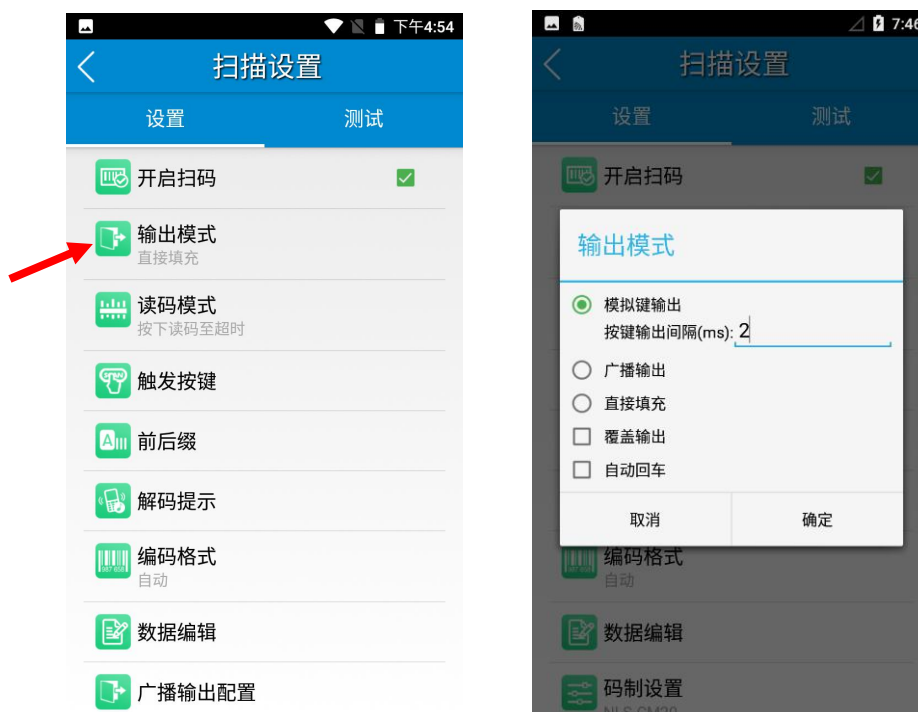 下午4:54
扫描设置
设置
测试
开启扫码
输出模式
直接填充
读码模式
按下读码至超时
触发按键
前后缀
解码提示
编码格式
自动
数据编辑
广播输出配置
7:46
扫描设置
设置
测试
开启扫码
输出模式
模拟键输出
按键输出间隔(ms): 2
广播输出
直接填充
覆盖输出
自动回车
取消
确定
编码格式
自动
数据编辑
码制设置